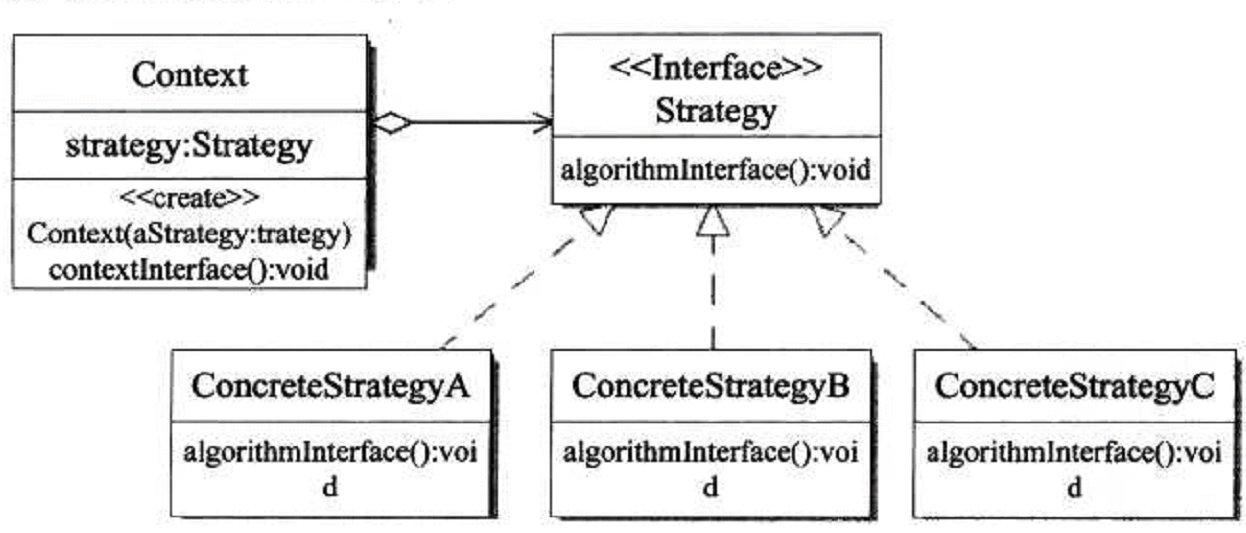 Context
strategy:Strategy
<<create>>
Context(aStrategy:trategy)
contextInterface():void
<<Interface>>
Strategy
algorithmInterface():void
ConcreteStrategyA
algorithmInterface():voi
d
ConcreteStrategyB
algorithmInterface():voi
d
ConcreteStrategyC
algorithmInterface():voi
d